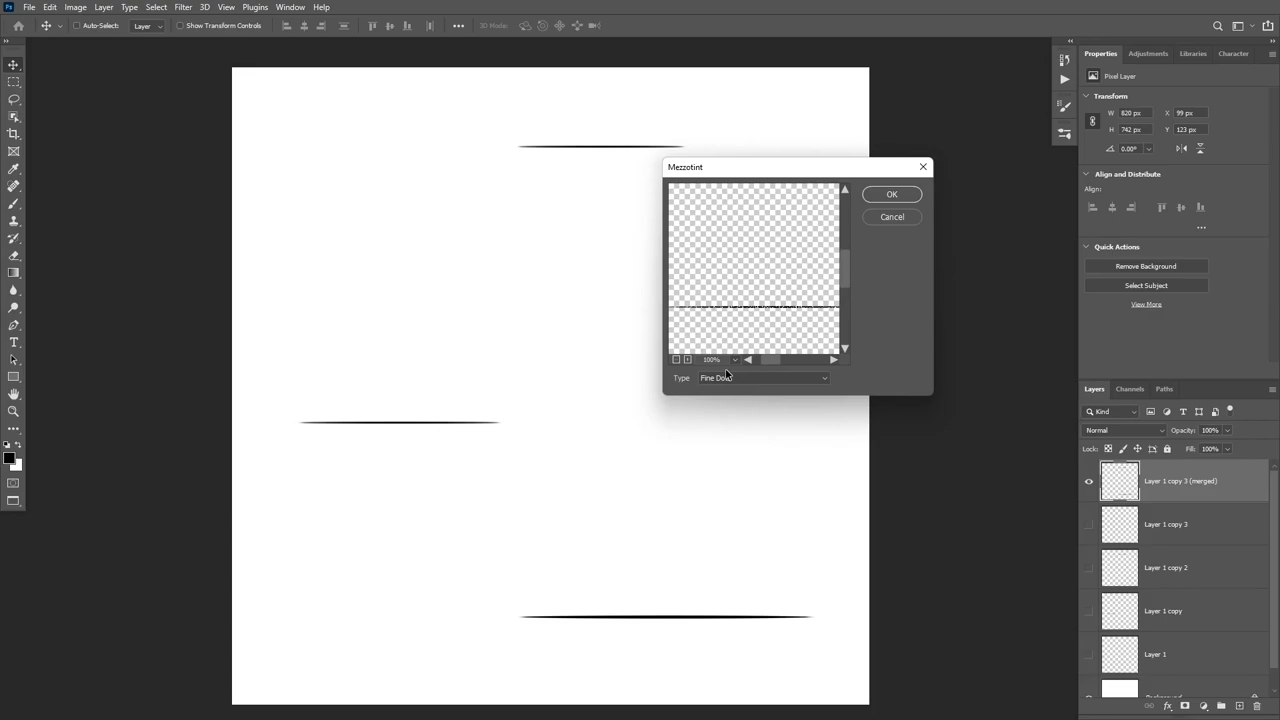 Ps File Edit Image Layer Type Select Filter 3D View Plugins Window Help
Auto-Select: Layer Show Transform Controls 3D Mode:
Properties Adjustments Libraries Character
Pixel Layer
Transform
W 820 px X 99 px
H 742 px Y 123 px
0.00°
Align and Distribute
Align:
Quick Actions
Remove Background
Select Subject
View More
Mezzotint
OK
Cancel
100%
Type Fine Dots
Layers Channels Paths
Kind
Normal Opacity: 100%
Lock: Fill: 100%
Layer 1 copy 3 (merged)
Layer 1 copy 3
Layer 1 copy 2
Layer 1 copy
Layer 1
Background